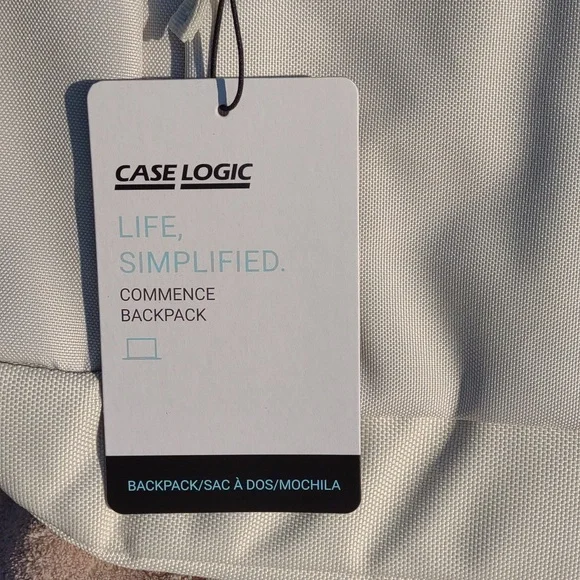 CASE LOGIC
LIFE,
SIMPLIFIED.
COMMENCE
BACKPACK
BACKPACK/SAC À DOS/MOCHILA